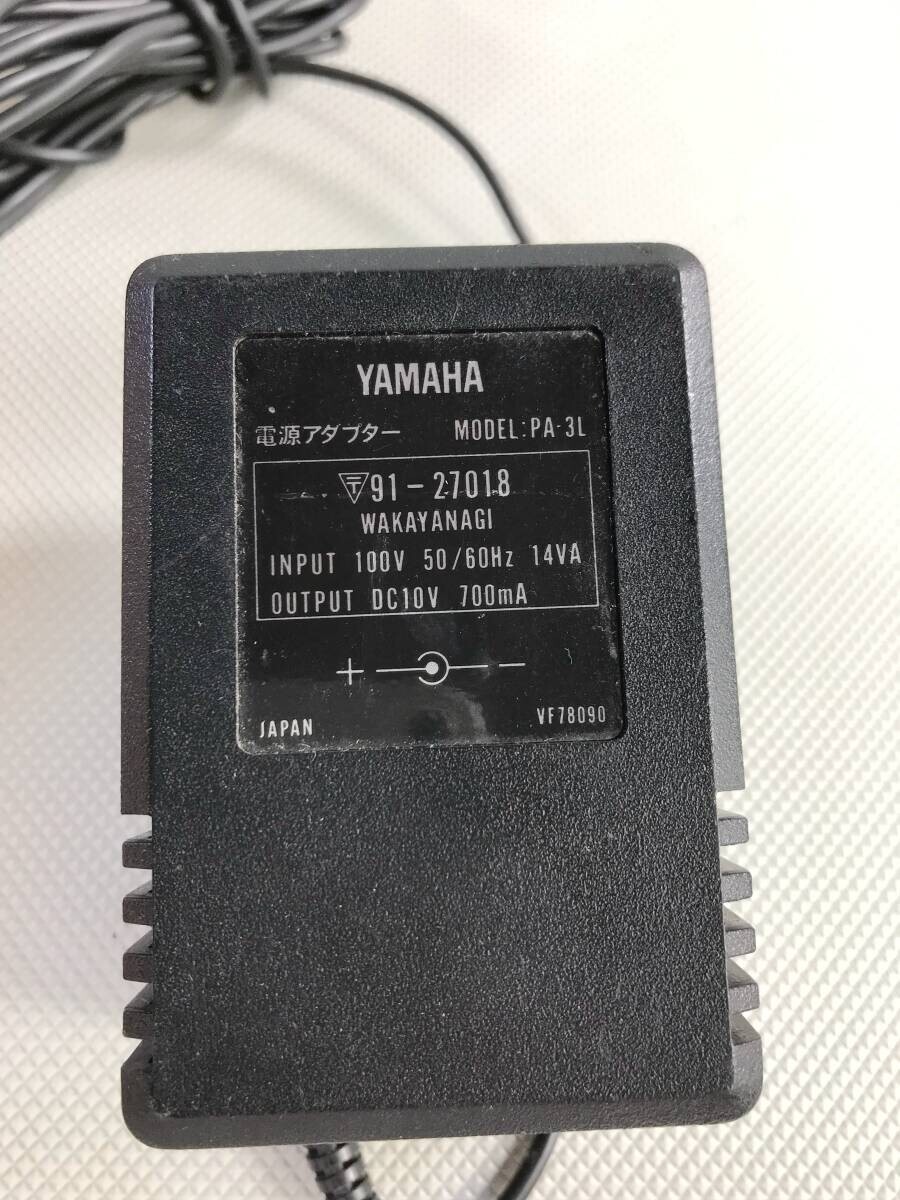 YAMAHA
電源アダプター MODEL:PA-3L
〒91-27018
WAKAYANAGI
INPUT 100V 50/60Hz 14VA
OUTPUT DC10V 700mA
+ −
JAPAN VF78090